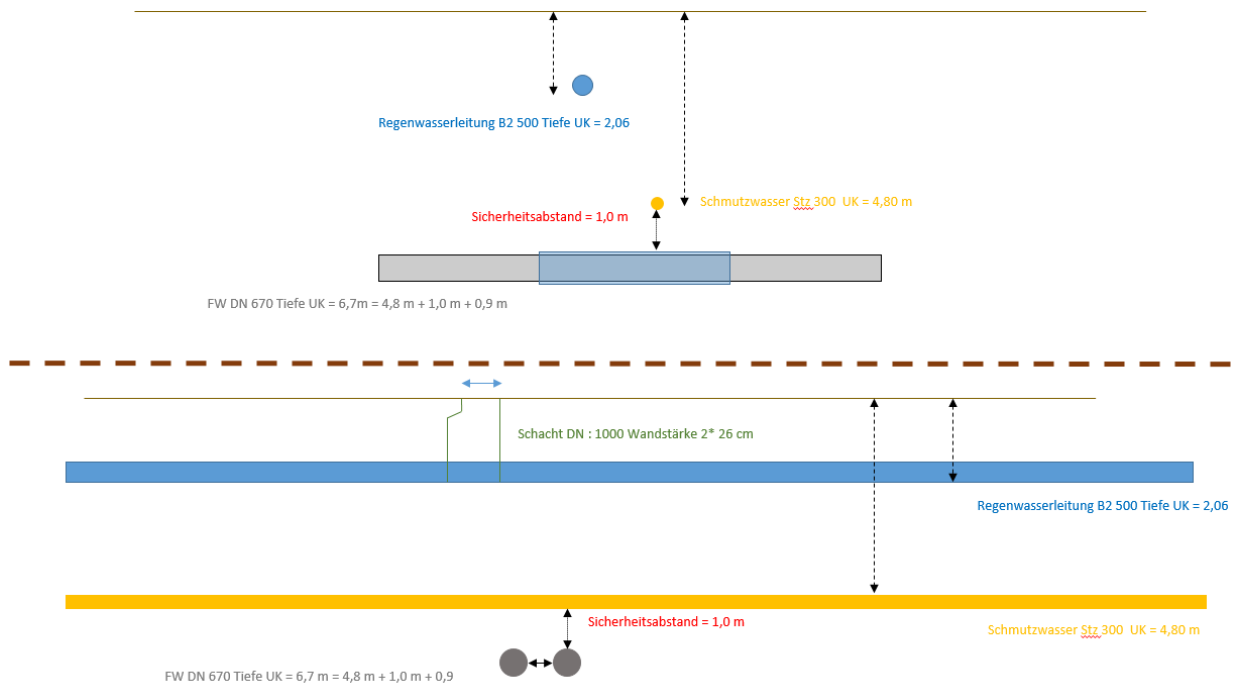 Regenwasserleitung B2 500 Tiefe UK = 2,06
Schmutzwasser Stz 300 UK = 4,80 m
Sicherheitsabstand = 1,0 m
FW DN 670 Tiefe UK = 6,7m = 4,8 m + 1,0 m + 0,9 m
Schacht DN : 1000 Wandstärke 2* 26 cm
Regenwasserleitung B2 500 Tiefe UK = 2,06
Sicherheitsabstand = 1,0 m
Schmutzwasser Stz 300 UK = 4,80 m
FW DN 670 Tiefe UK = 6,7 m = 4,8 m + 1,0 m + 0,9